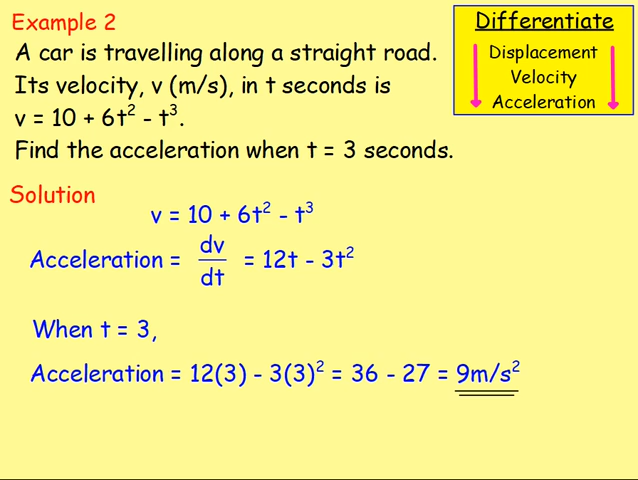 Example 2
A car is travelling along a straight road.
Its velocity, v (m/s), in t seconds is
v = 10 + 6t² - t³.
Find the acceleration when t = 3 seconds.
Differentiate
Displacement
Velocity
Acceleration
Solution
v = 10 + 6t² - t³
Acceleration = dv/dt = 12t - 3t²
When t = 3,
Acceleration = 12(3) - 3(3)² = 36 - 27 = 9m/s²